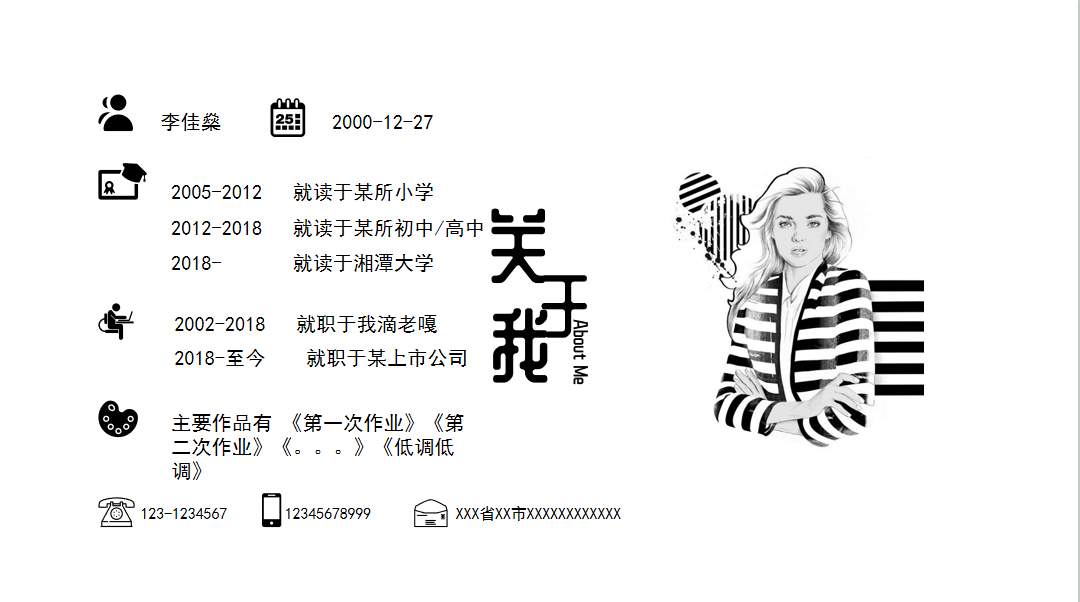 李佳燊
25
2000-12-27
2005-2012 就读于某所小学
2012-2018 就读于某所初中/高中
2018- 就读于湘潭大学
关于我
About Me
2002-2018 就职于我滴老嘎
2018-至今 就职于某上市公司
主要作品有 《第一次作业》《第
二次作业》《。。。》《低调低
调》
123-1234567
12345678999
XXX省XX市XXXXXXXXXXXX